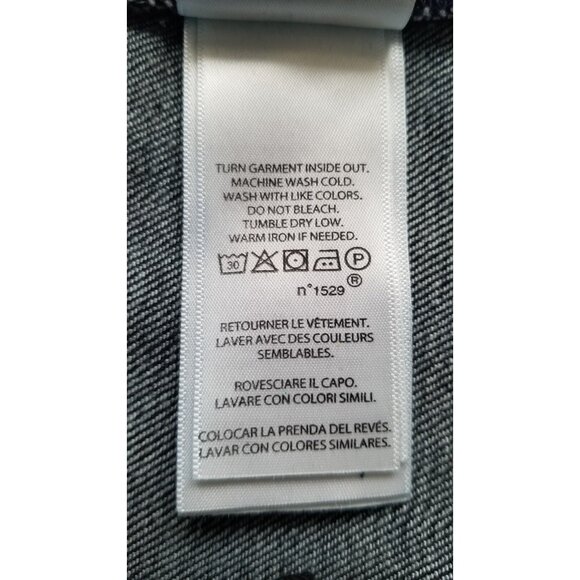 TURN GARMENT INSIDE OUT.
MACHINE WASH COLD.
WASH WITH LIKE COLORS.
DO NOT BLEACH.
TUMBLE DRY LOW.
WARM IRON IF NEEDED.
30 P
n°1529 ®
RETOURNER LE VÊTEMENT.
LAVER AVEC DES COULEURS
SEMBLABLES.
ROVESCIARE IL CAPO.
LAVARE CON COLORI SIMILI.
COLOCAR LA PRENDA DEL REVÉS.
LAVAR CON COLORES SIMILARES.